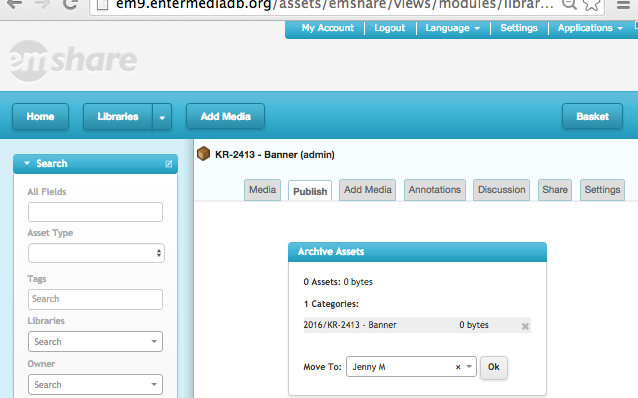 em9.entermediadb.org/assets/emshare/views/modules/librar...
My Account Logout Language Settings Applications
emshare
Home Libraries Add Media Basket
Search
All Fields
Asset Type
Tags
Search
Libraries
Search
Owner
Search
KR-2413 - Banner (admin)
Media Publish Add Media Annotations Discussion Share Settings
Archive Assets
0 Assets: 0 bytes
1 Categories:
2016/KR-2413 - Banner 0 bytes
Move To: Jenny M Ok